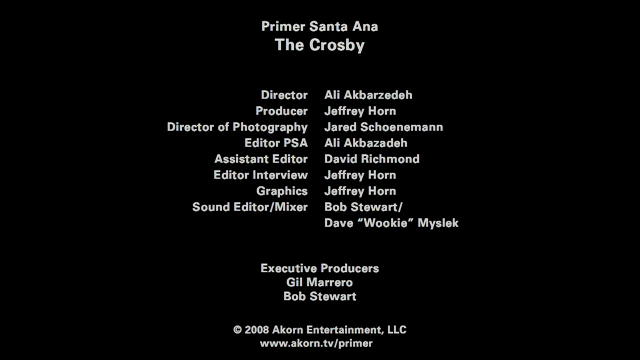 Primer Santa Ana
The Crosby
Director Ali Akbarzedeh
Producer Jeffrey Horn
Director of Photography Jared Schoenemann
Editor PSA Ali Akbazadeh
Assistant Editor David Richmond
Editor Interview Jeffrey Horn
Graphics Jeffrey Horn
Sound Editor/Mixer Bob Stewart/
Dave “Wookie” Myslek
Executive Producers
Gil Marrero
Bob Stewart
© 2008 Akorn Entertainment, LLC
www.akorn.tv/primer